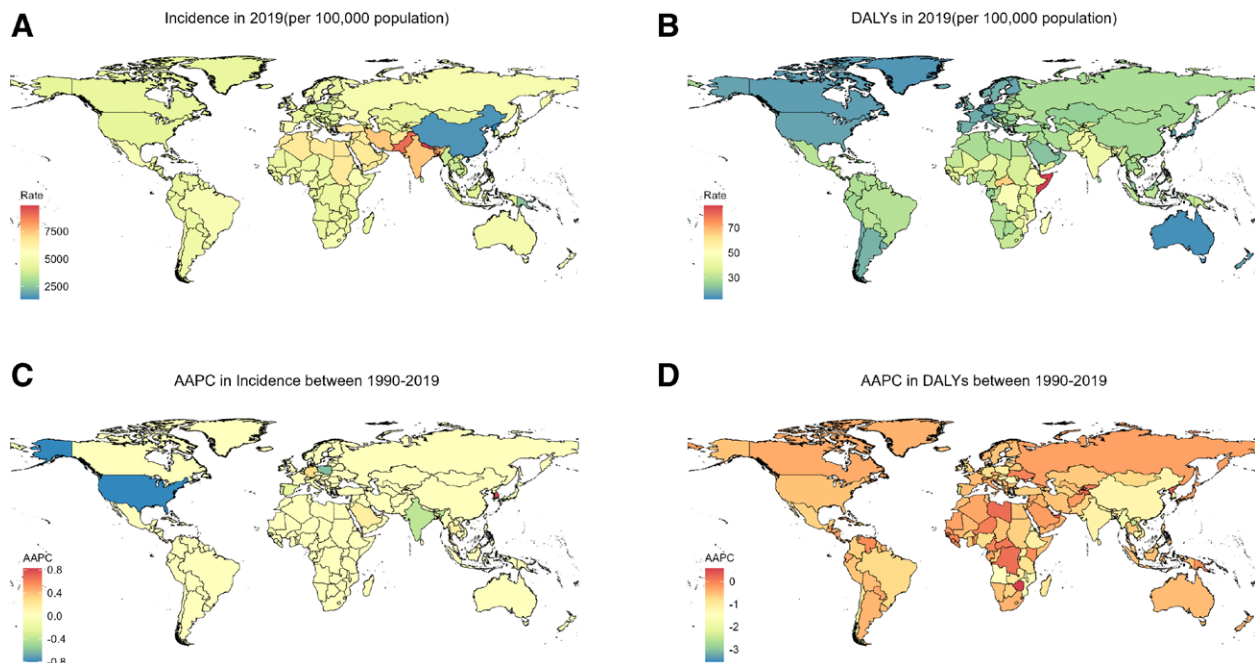 A
Incidence in 2019(per 100,000 population)
Rate
7500
5000
2500
B
DALYs in 2019(per 100,000 population)
Rate
70
50
30
C
AAPC in Incidence between 1990-2019
AAPC
0.8
0.4
0.0
-0.4
-0.8
D
AAPC in DALYs between 1990-2019
AAPC
0
-1
-2
-3